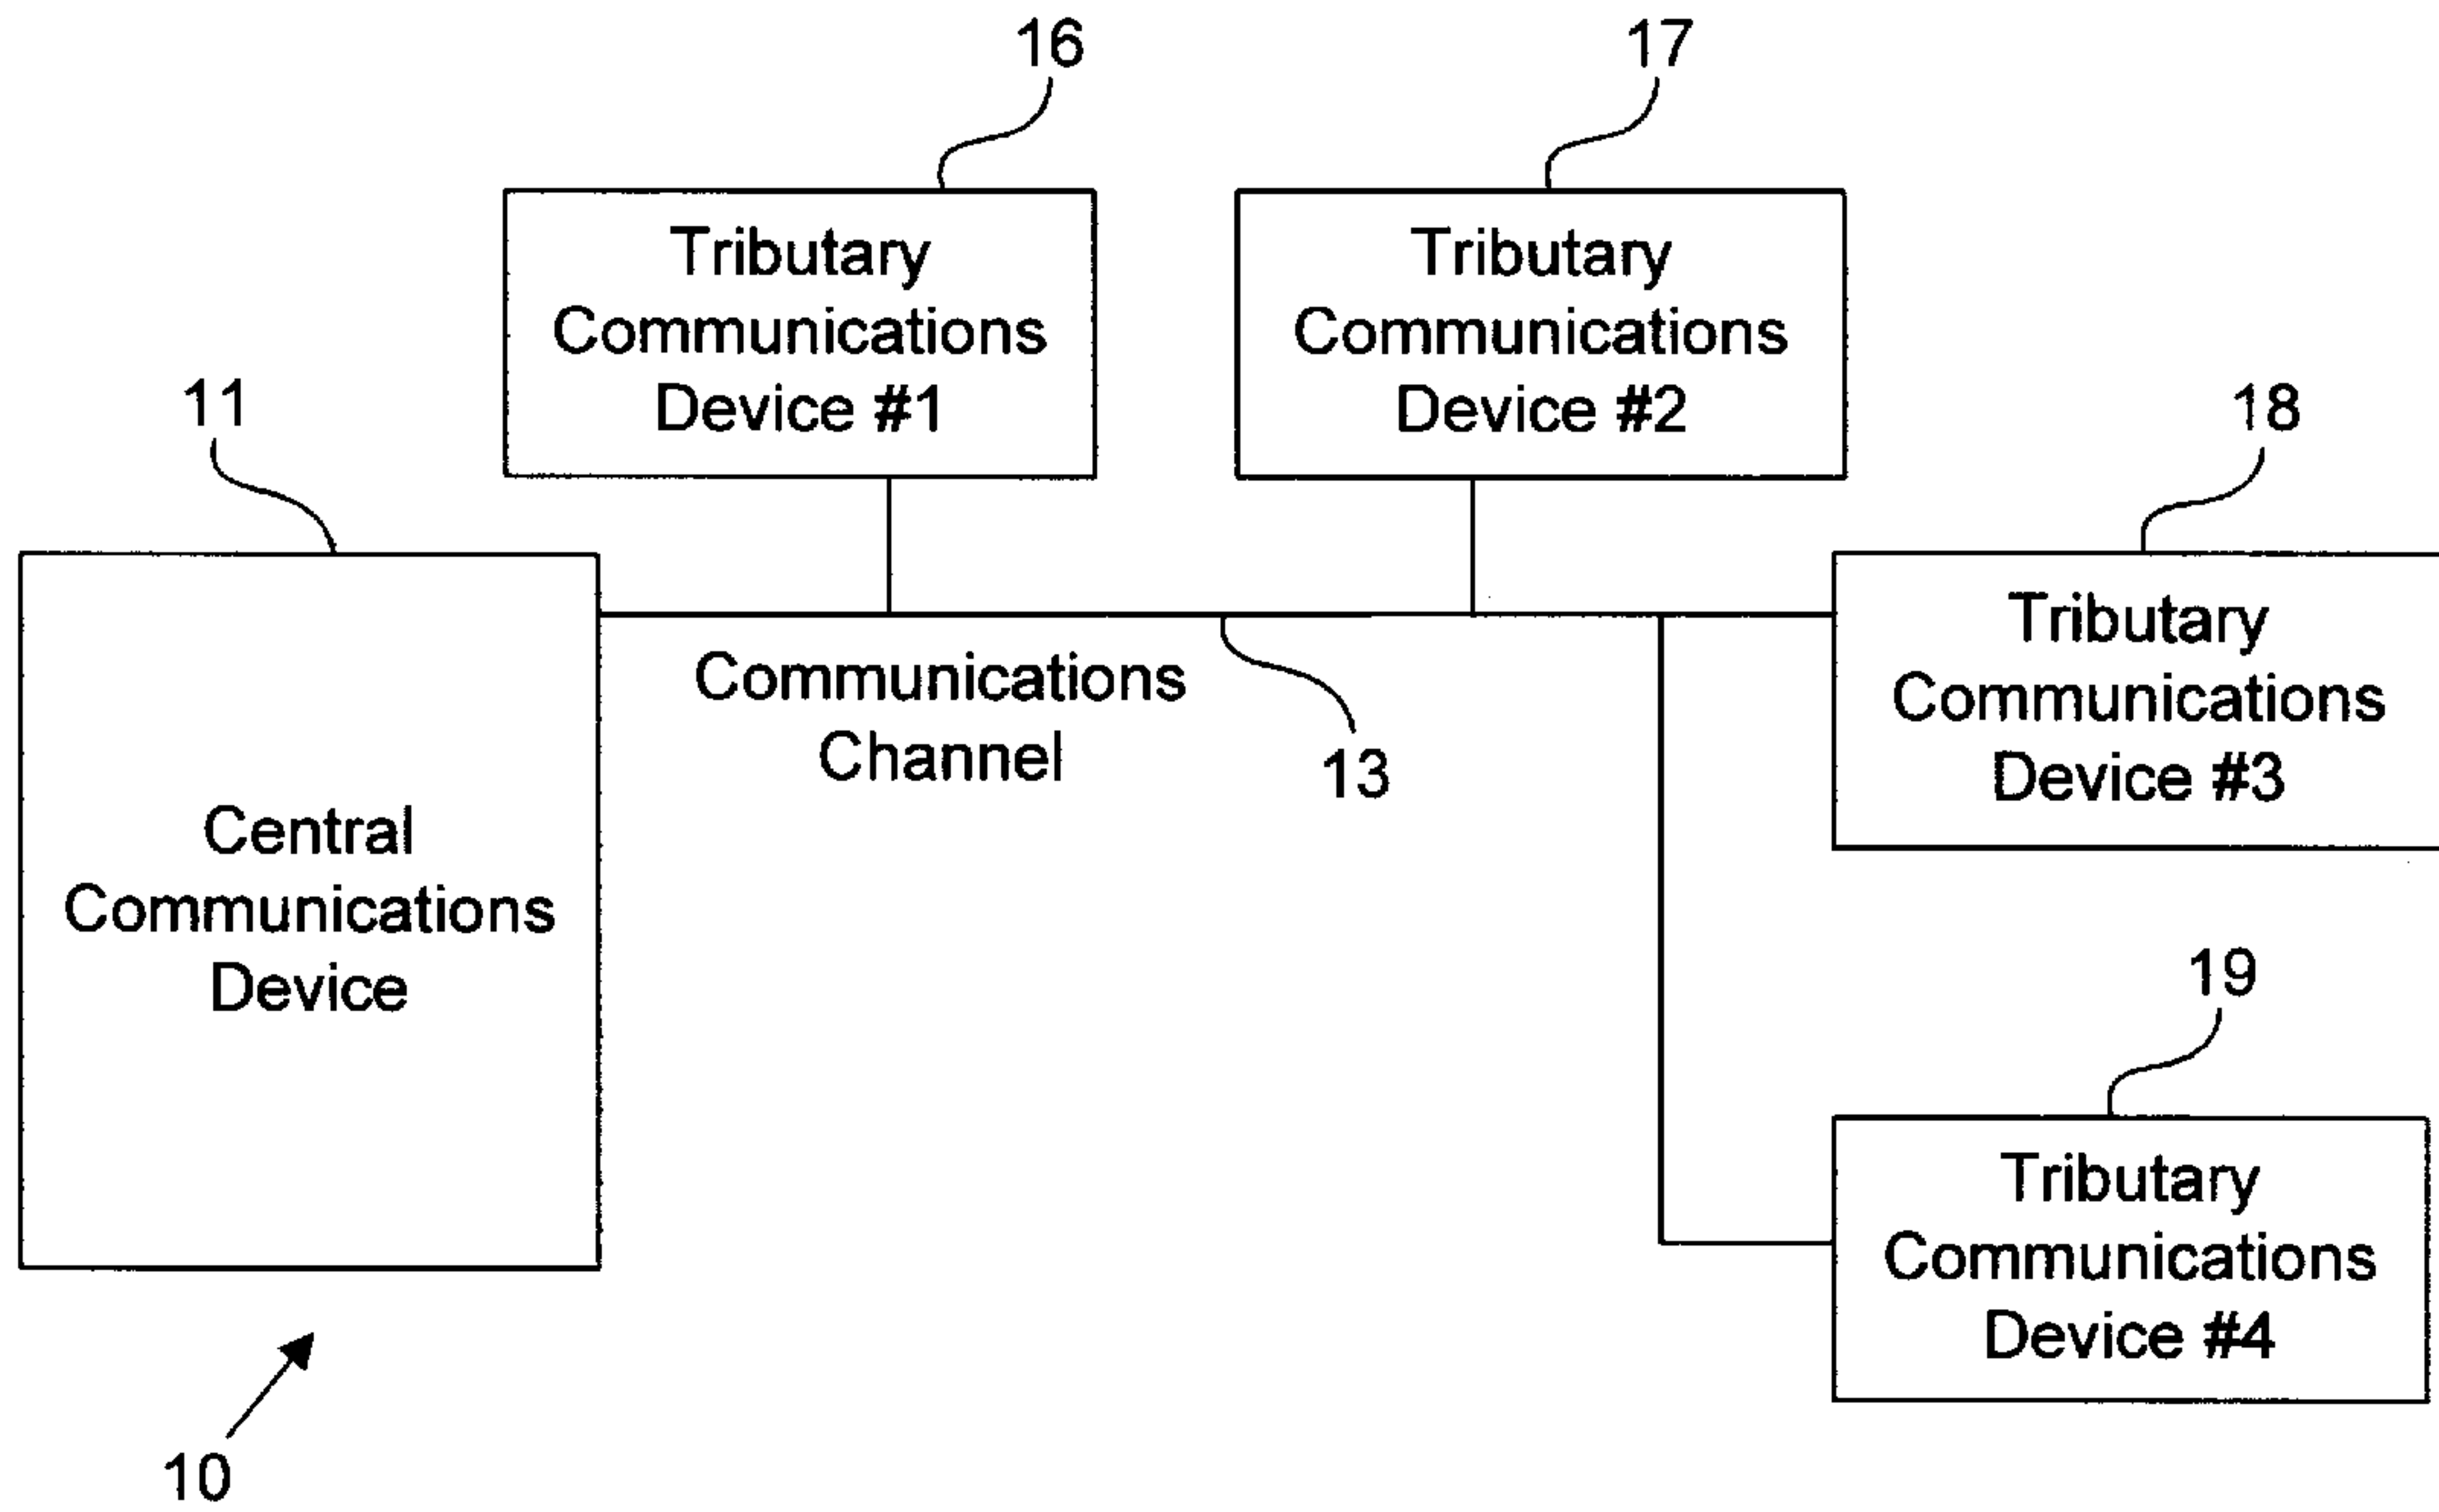 16
17
Tributary
Communications
Device #1
Tributary
Communications
Device #2
11
18
Tributary
Communications
Device #3
Communications
Channel
13
Central
Communications
Device
19
Tributary
Communications
Device #4
10